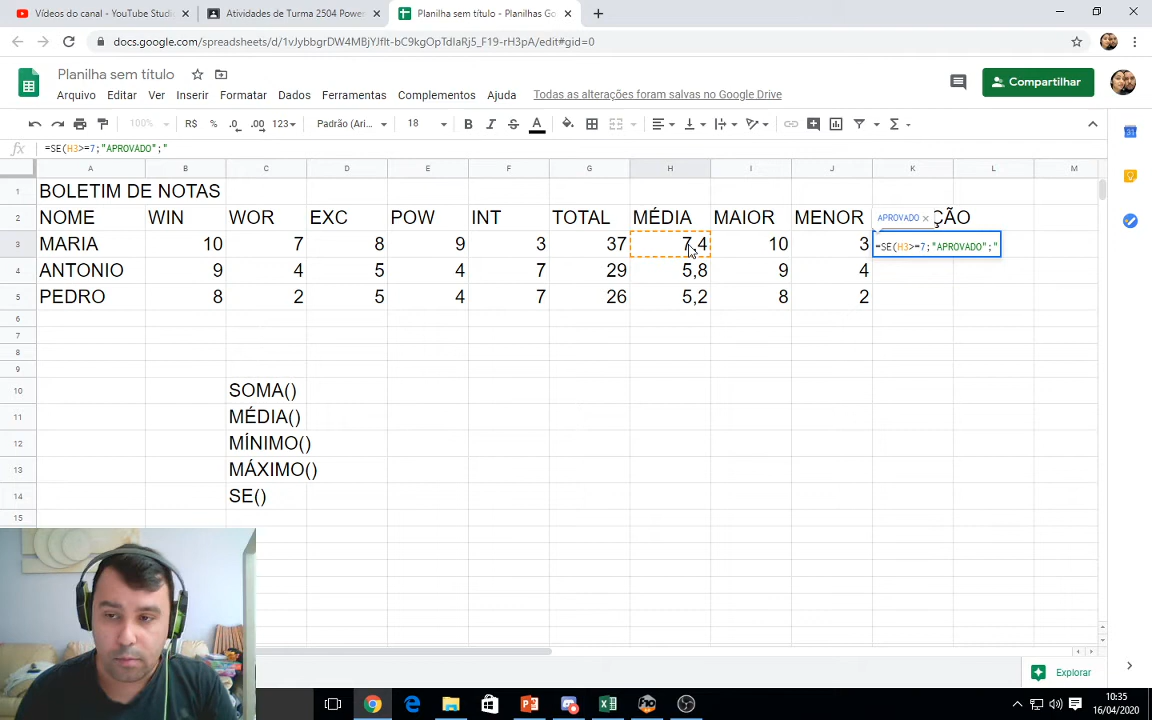 Vídeos do canal - YouTube Studio
Atividades de Turma 2504 Power
Planilha sem título - Planilhas Go
docs.google.com/spreadsheets/d/1vJybbgrDW4MBjYJflt-bC9kgOpTdlaRj5_F19-rH3pA/edit#gid=0
Planilha sem título
Compartilhar
Arquivo Editar Ver Inserir Formatar Dados Ferramentas Complementos Ajuda Todas as alterações foram salvas no Google Drive
100% R$ % .0 .00 123 Padrão (Ari... 18 B I S A Σ
fx =SE(H3>=7;"APROVADO";"
A B C D E F G H I J K L M
1 BOLETIM DE NOTAS
2 NOME WIN WOR EXC POW INT TOTAL MÉDIA MAIOR MENOR ÇÃO
APROVADO ×
3 MARIA 10 7 8 9 3 37 7,4 10 3 =SE(H3>=7;"APROVADO";"
4 ANTONIO 9 4 5 4 7 29 5,8 9 4
5 PEDRO 8 2 5 4 7 26 5,2 8 2
6
7
8
9
10 SOMA()
11 MÉDIA()
12 MÍNIMO()
13 MÁXIMO()
14 SE()
15
31
Explorar
10:35
16/04/2020